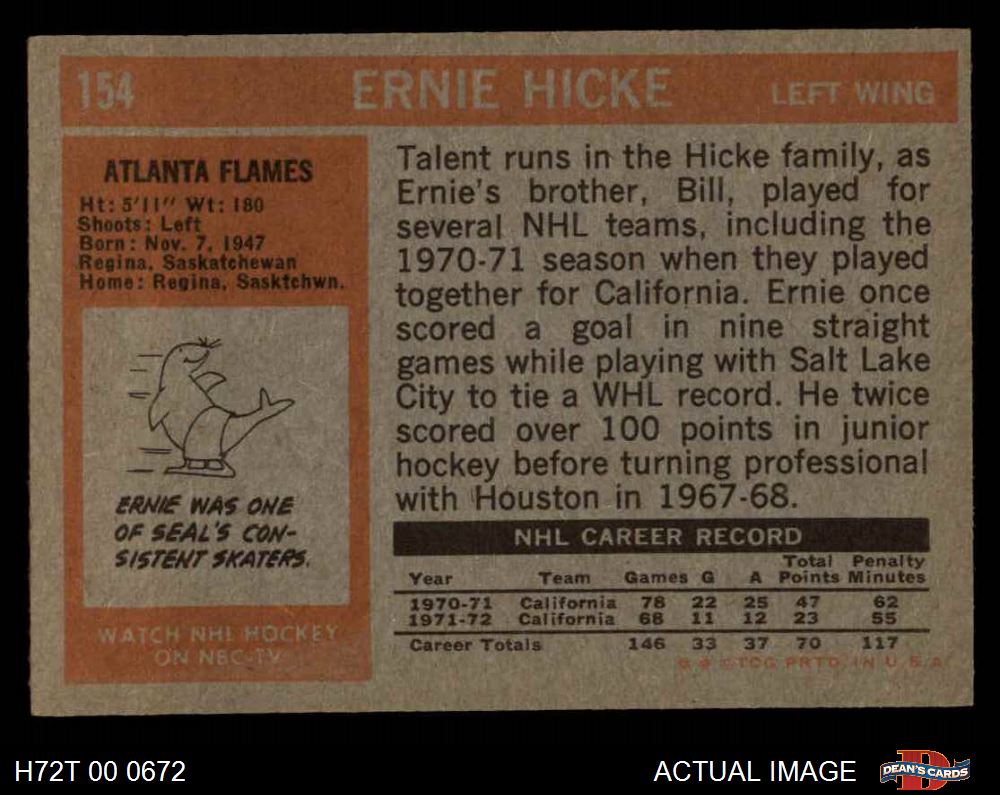 154 ERNIE HICKE LEFT WING
ATLANTA FLAMES
Ht: 5'11" Wt: 180
Shoots: Left
Born: Nov. 7, 1947
Regina, Saskatchewan
Home: Regina, Sasktchwn.
ERNIE WAS ONE
OF SEAL'S CON-
SISTENT SKATERS.
WATCH NHL HOCKEY
ON NBC-TV
Talent runs in the Hicke family, as
Ernie's brother, Bill, played for
several NHL teams, including the
1970-71 season when they played
together for California. Ernie once
scored a goal in nine straight
games while playing with Salt Lake
City to tie a WHL record. He twice
scored over 100 points in junior
hockey before turning professional
with Houston in 1967-68.
NHL CAREER RECORD
Year Team Games G A Total Points Penalty Minutes
1970-71 California 78 22 25 47 62
1971-72 California 68 11 12 23 55
Career Totals 146 33 37 70 117
©TCG PRTD. IN U.S.A.
H72T 00 0672
ACTUAL IMAGE
DEAN'S CARDS